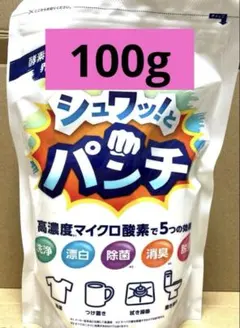 酵素
100g
シュワッ!と
パンチ
高濃度マイクロ酸素で5つの効果
洗浄
漂白
除菌
消臭
つけ置き
拭き掃除